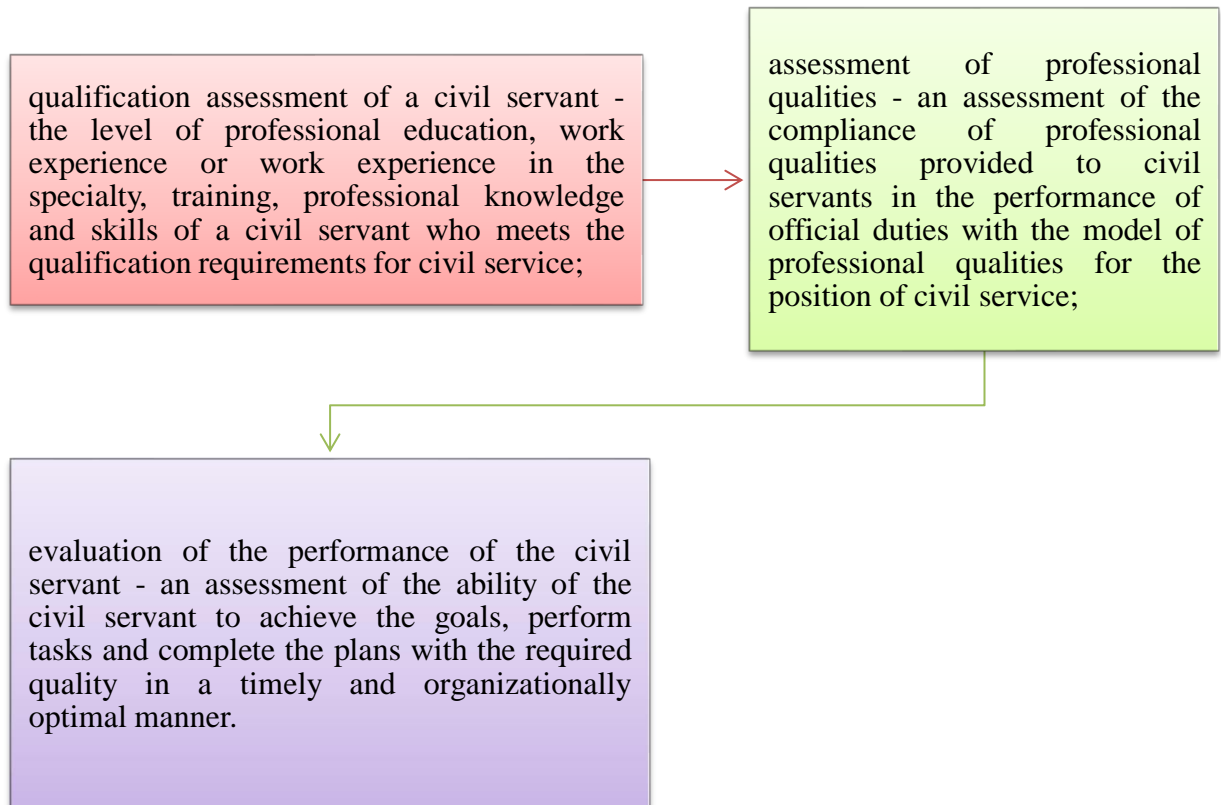 qualification assessment of a civil servant -
the level of professional education, work
experience or work experience in the
specialty, training, professional knowledge
and skills of a civil servant who meets the
qualification requirements for civil service;
assessment of professional
qualities - an assessment of the
compliance of professional
qualities provided to civil
servants in the performance of
official duties with the model of
professional qualities for the
position of civil service;
evaluation of the performance of the civil
servant - an assessment of the ability of the
civil servant to achieve the goals, perform
tasks and complete the plans with the required
quality in a timely and organizationally
optimal manner.